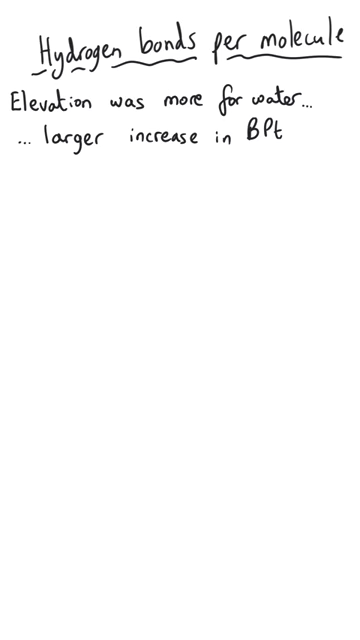 Hydrogen bonds per molecule
Elevation was more for water...
... larger increase in BPt